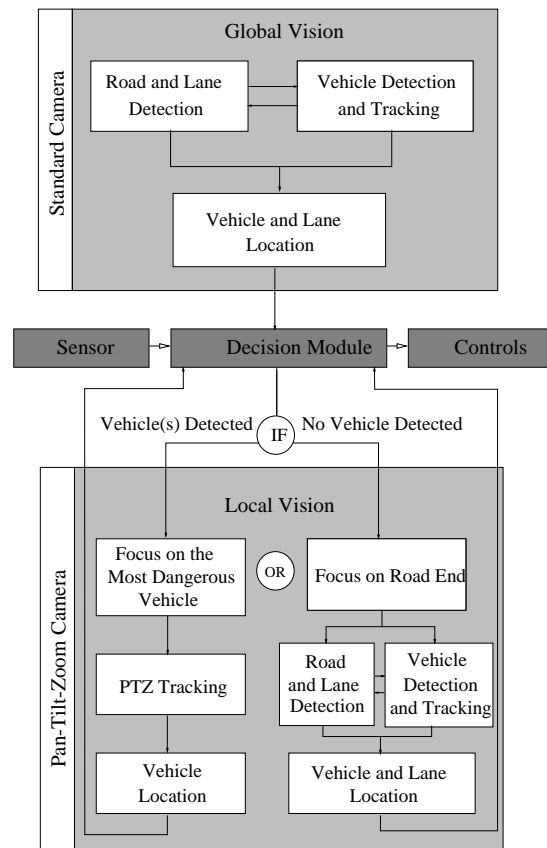 Standard Camera
Global Vision
Road and Lane
Detection
Vehicle Detection
and Tracking
Vehicle and Lane
Location
Sensor
Decision Module
Controls
Vehicle(s) Detected
IF
No Vehicle Detected
Pan-Tilt-Zoom Camera
Local Vision
Focus on the
Most Dangerous
Vehicle
OR
Focus on Road End
PTZ Tracking
Road
and Lane
Detection
Vehicle
Detection
and Tracking
Vehicle
Location
Vehicle and Lane
Location